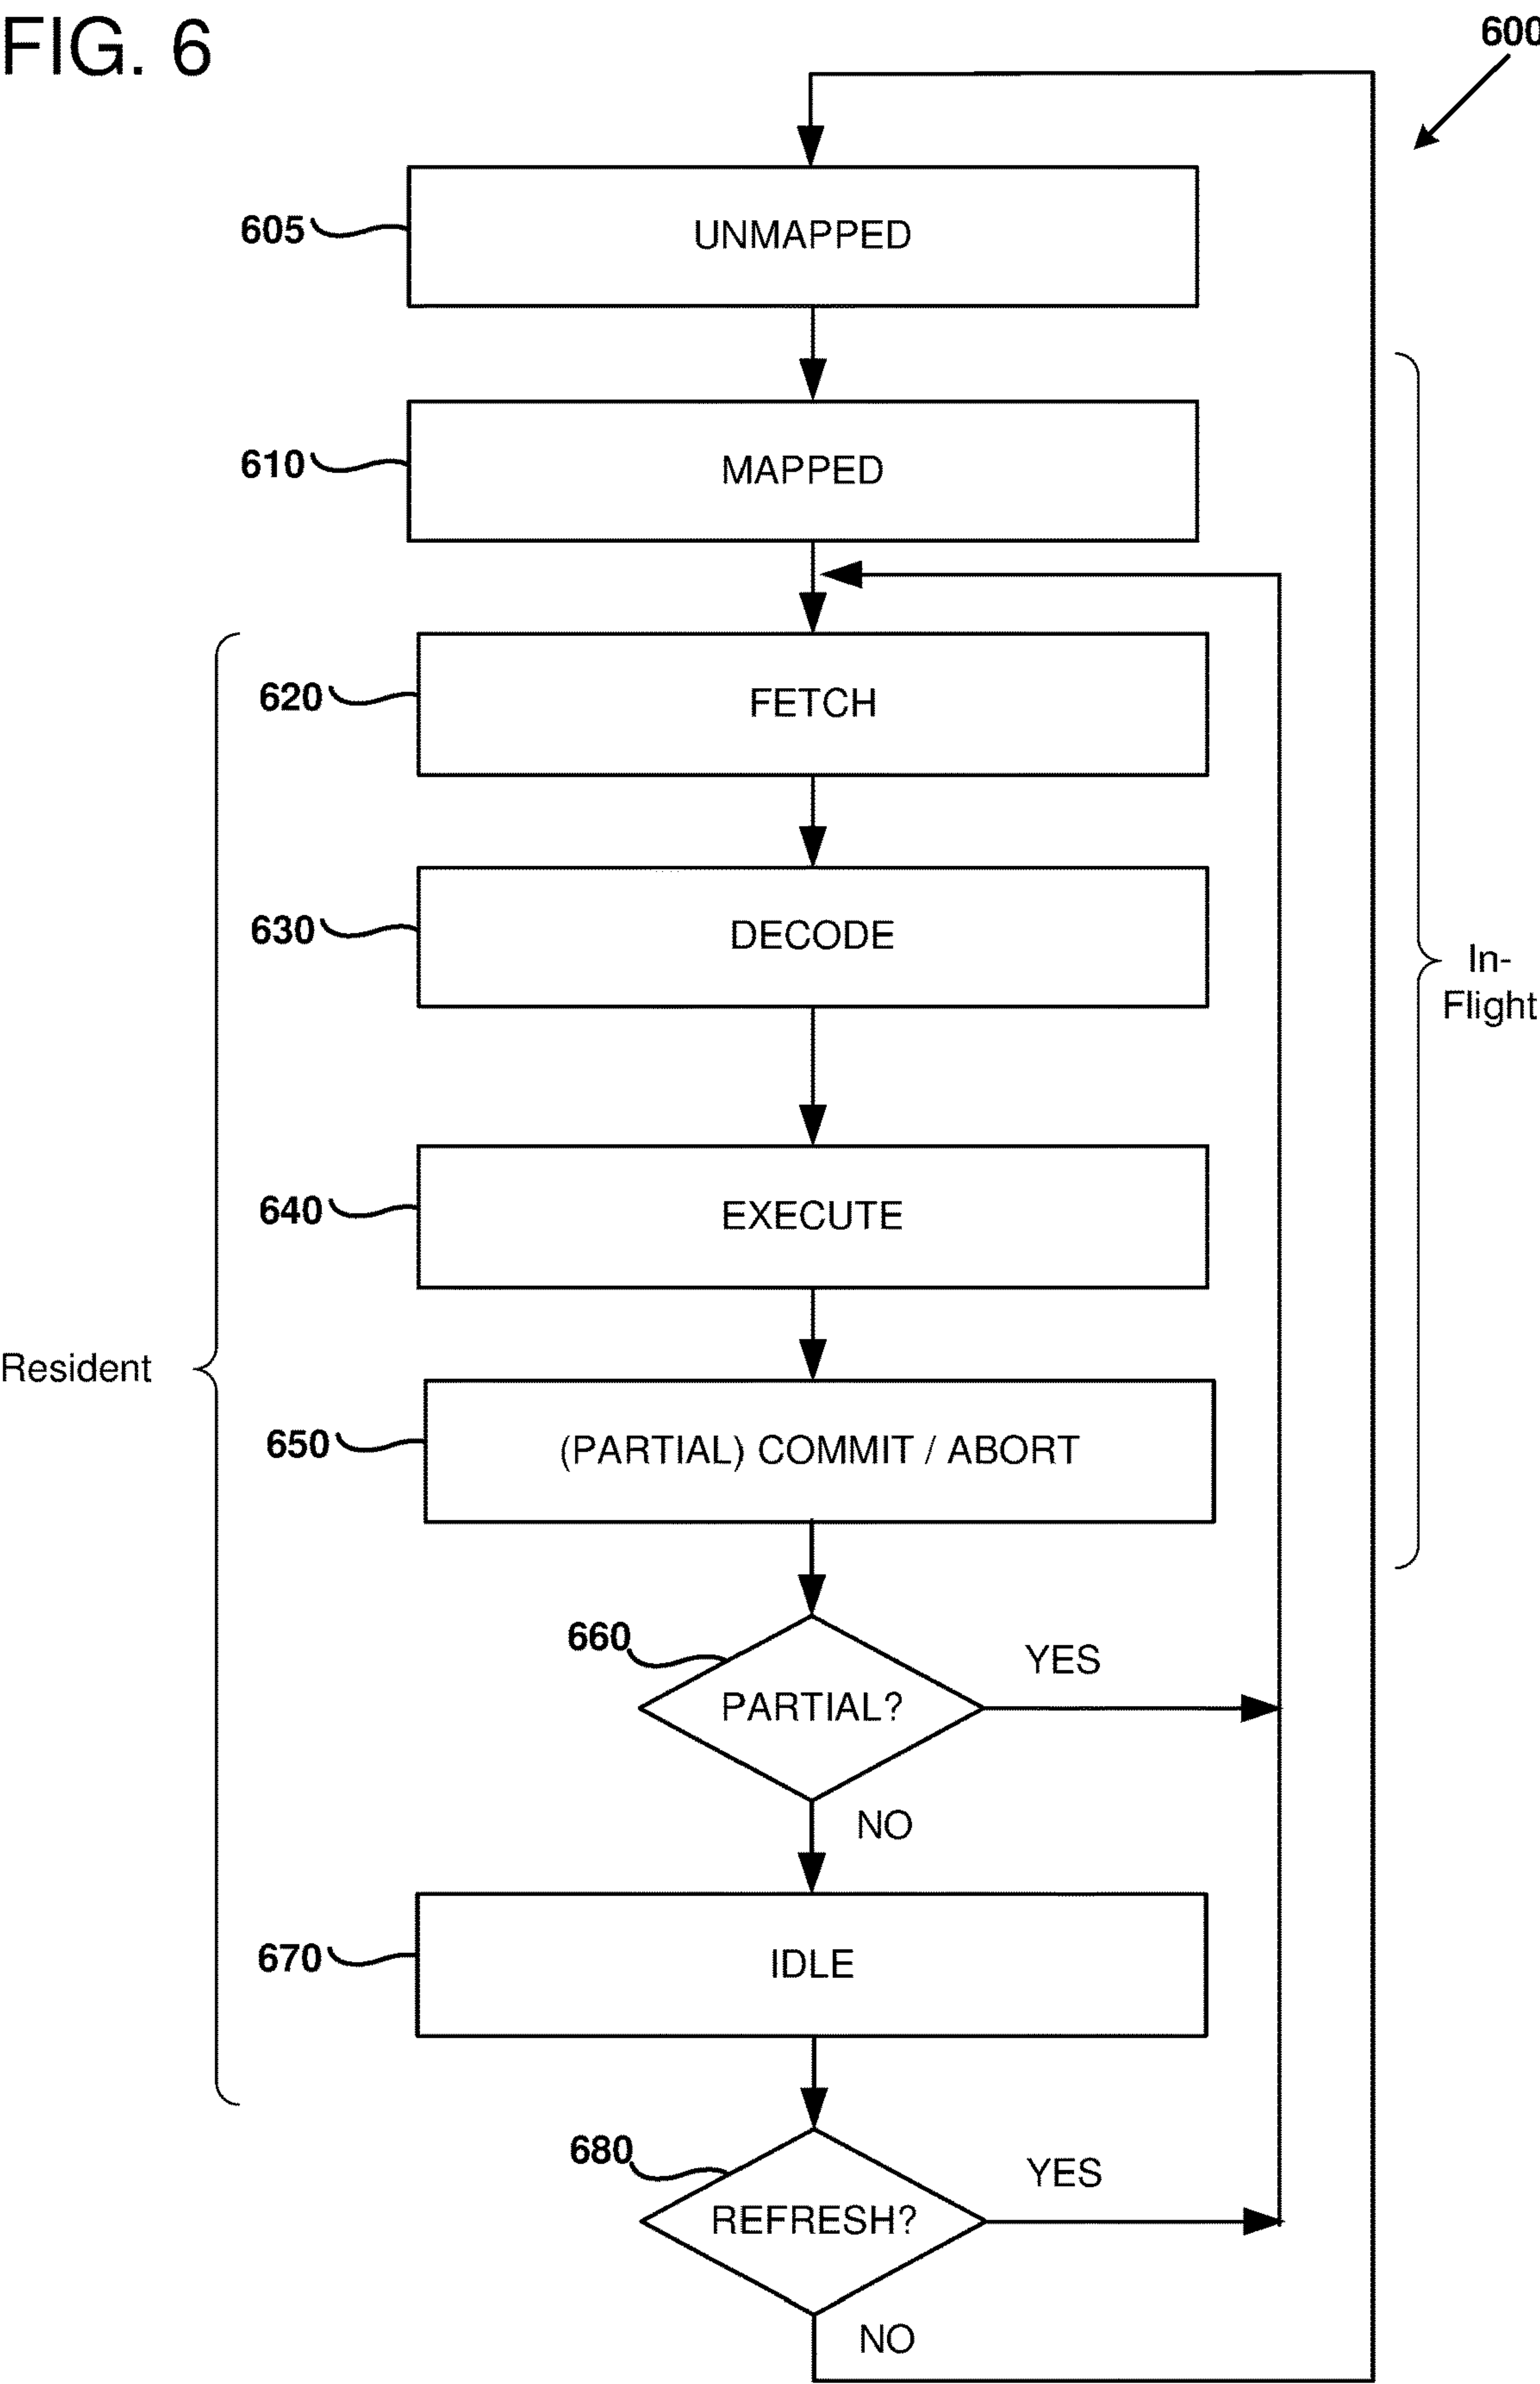 FIG. 6
600
605
UNMAPPED
610
MAPPED
620
FETCH
630
DECODE
In-
Flight
640
EXECUTE
Resident
650
(PARTIAL) COMMIT / ABORT
660
YES
PARTIAL?
NO
670
IDLE
680
YES
REFRESH?
NO